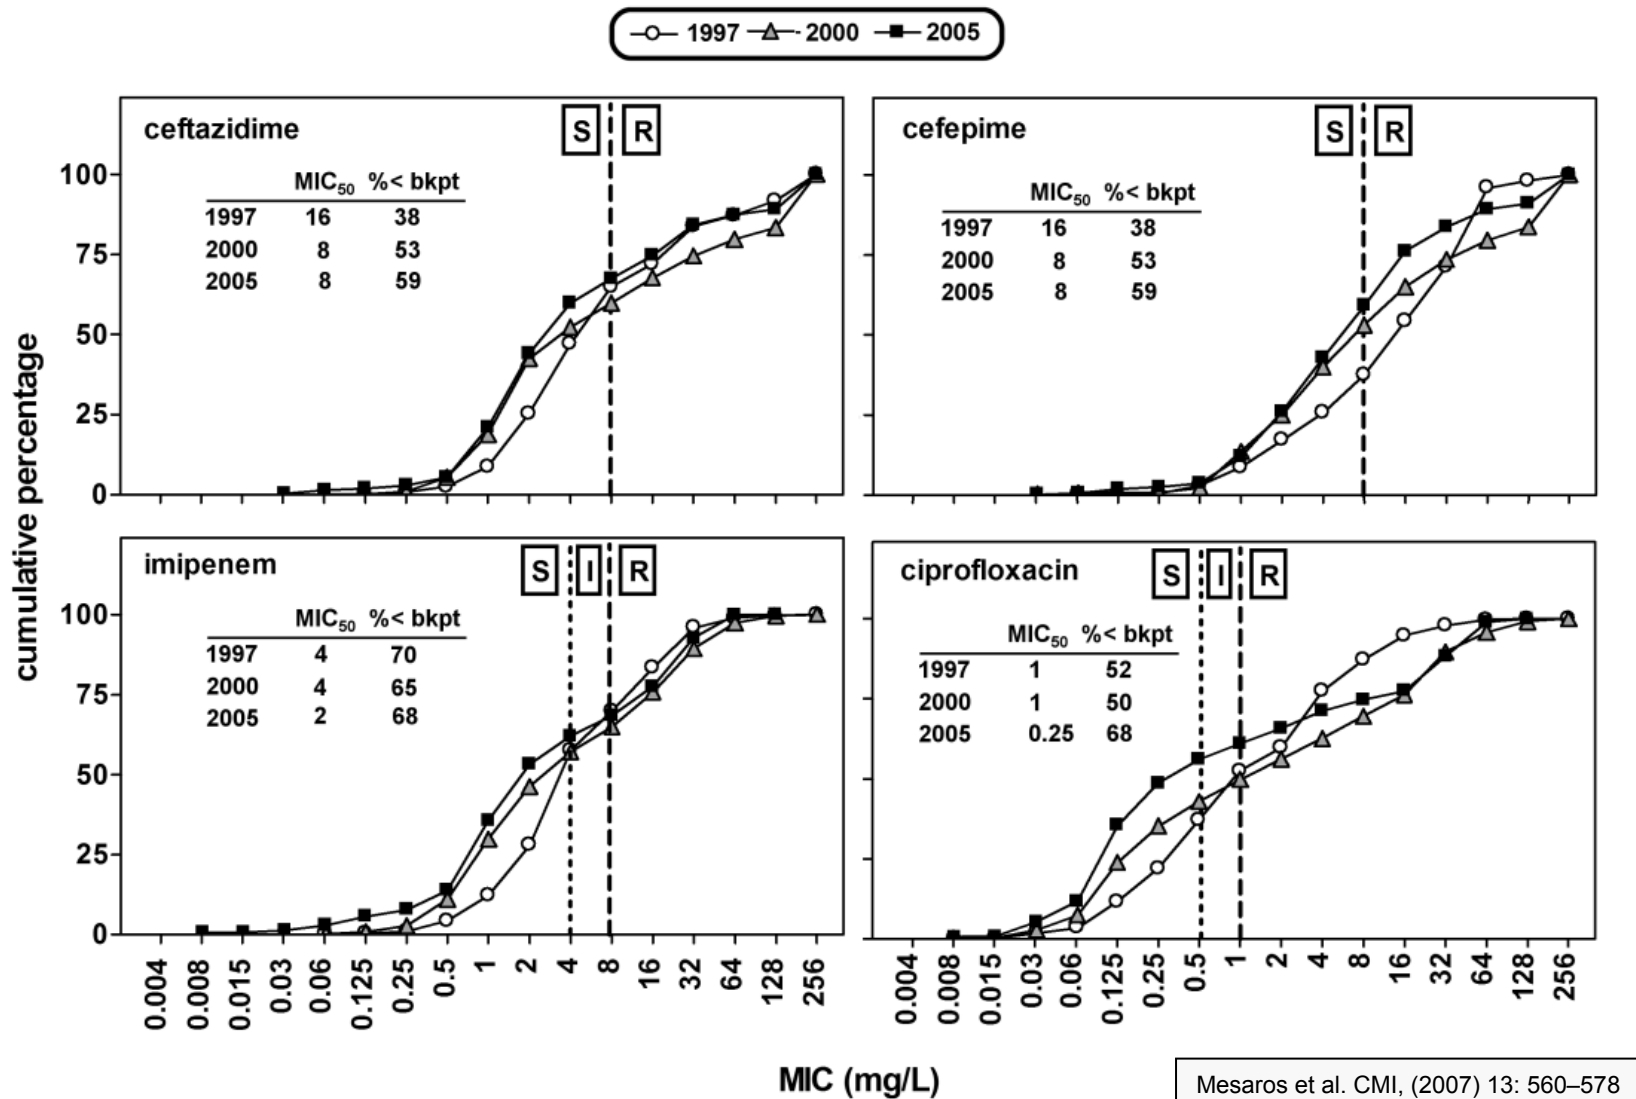 1997 2000 2005
ceftazidime
S R
MIC50 %< bkpt
1997 16 38
2000 8 53
2005 8 59
cefepime
S R
MIC50 %< bkpt
1997 16 38
2000 8 53
2005 8 59
100
75
50
25
0
cumulative percentage
imipenem
S I R
MIC50 %< bkpt
1997 4 70
2000 4 65
2005 2 68
ciprofloxacin
S I R
MIC50 %< bkpt
1997 1 52
2000 1 50
2005 0.25 68
100
75
50
25
0
0.004 0.008 0.015 0.03 0.06 0.125 0.25 0.5 1 2 4 8 16 32 64 128 256
0.004 0.008 0.015 0.03 0.06 0.125 0.25 0.5 1 2 4 8 16 32 64 128 256
MIC (mg/L)
Mesaros et al. CMI, (2007) 13: 560–578